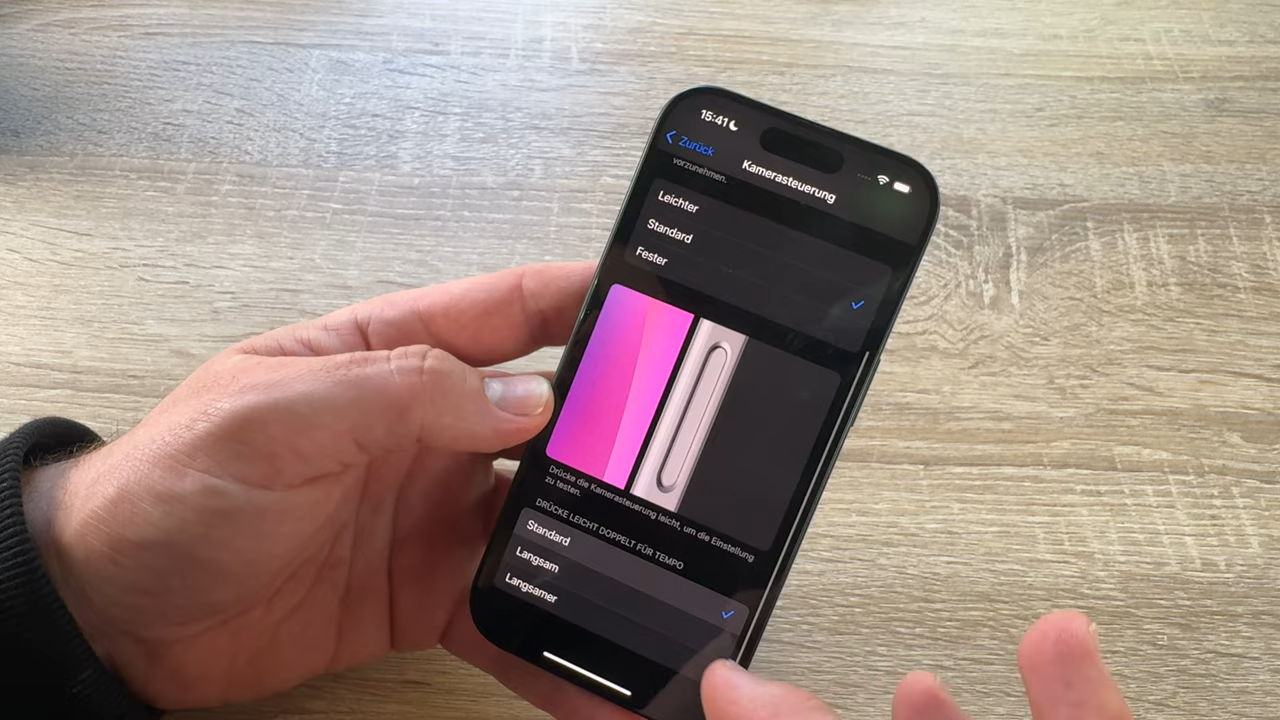 15:41
Zurück
Kamerasteuerung
vorzunehmen.
Leichter
Standard
Fester
Drücke die Kamerasteuerung leicht, um die Einstellung
zu testen.
DRÜCKE LEICHT DOPPELT FÜR TEMPO
Standard
Langsam
Langsamer